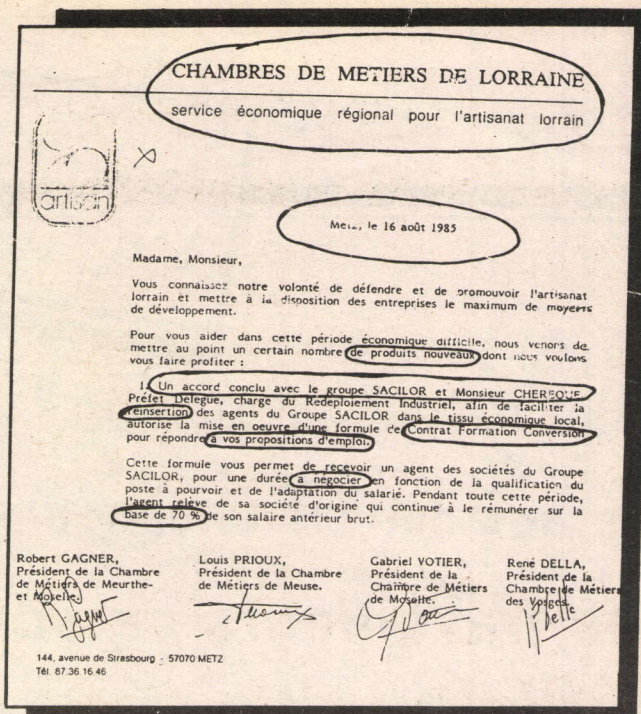 CHAMBRES DE METIERS DE LORRAINE
service économique régional pour l'artisanat lorrain
artisan
Metz, le 16 août 1985
Madame, Monsieur,
Vous connaissez notre volonté de défendre et de promouvoir l'artisanat
lorrain et mettre à la disposition des entreprises le maximum de moyens
de développement.
Pour vous aider dans cette période économique difficile, nous venons de
mettre au point un certain nombre de produits nouveaux dont nous voulons
vous faire profiter :
1. Un accord conclu avec le groupe SACILOR et Monsieur CHEREQUE,
Préfet Délégué, chargé du Redéploiement Industriel, afin de faciliter la
réinsertion des agents du Groupe SACILOR dans le tissu économique local,
autorise la mise en oeuvre d'une formule de Contrat Formation Conversion
pour répondre à vos propositions d'emploi.
Cette formule vous permet de recevoir un agent des sociétés du Groupe
SACILOR, pour une durée à négocier en fonction de la qualification du
poste à pourvoir et de l'adaptation du salarié. Pendant toute cette période,
l'agent relève de sa société d'origine qui continue à le rémunérer sur la
base de 70 % de son salaire antérieur brut.
Robert GAGNER,
Président de la Chambre
de Métiers de Meurthe-
et Moselle.
Louis PRIOUX,
Président de la Chambre
de Métiers de Meuse.
Gabriel VOTIER,
Président de la
Chambre de Métiers
de Moselle.
René DELLA,
Président de la
Chambre de Métiers
des Vosges.
144, avenue de Strasbourg - 57070 METZ
Tél. 87.36.16.46